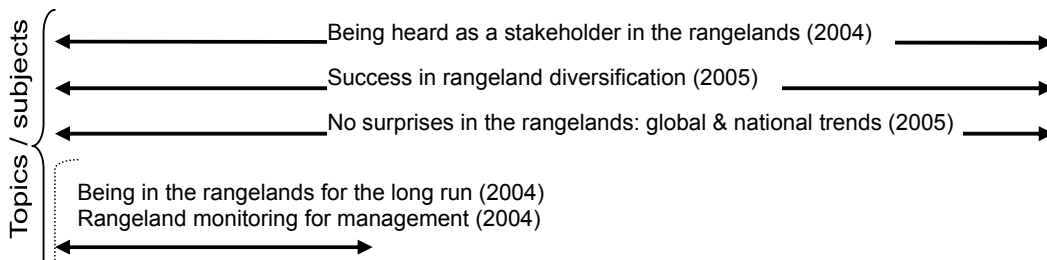 Topics / subjects
Being heard as a stakeholder in the rangelands (2004)
Success in rangeland diversification (2005)
No surprises in the rangelands: global & national trends (2005)
Being in the rangelands for the long run (2004)
Rangeland monitoring for management (2004)